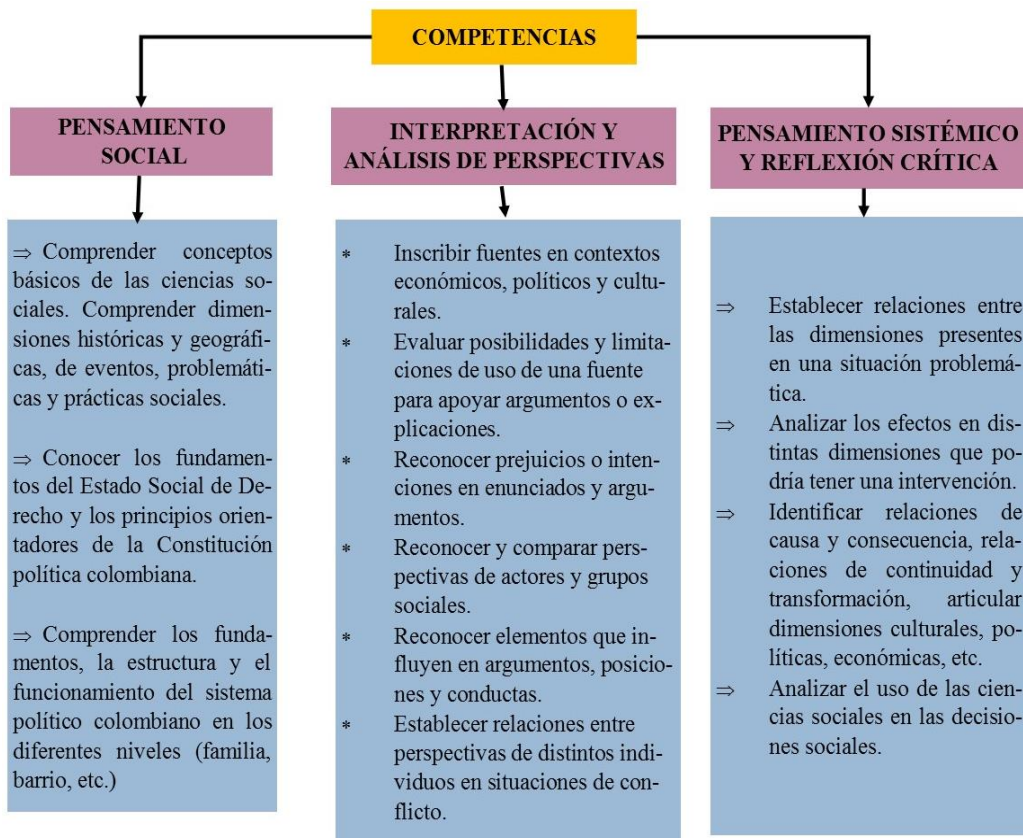 COMPETENCIAS
PENSAMIENTO
SOCIAL
⇒ Comprender conceptos
básicos de las ciencias so-
ciales. Comprender dimen-
siones históricas y geográfi-
cas, de eventos, problemáti-
cas y prácticas sociales.
⇒ Conocer los fundamen-
tos del Estado Social de De-
recho y los principios orien-
tadores de la Constitución
política colombiana.
⇒ Comprender los funda-
mentos, la estructura y el
funcionamiento del sistema
político colombiano en los
diferentes niveles (familia,
barrio, etc.)
INTERPRETACIÓN Y
ANÁLISIS DE PERSPECTIVAS
* Inscribir fuentes en contextos
económicos, políticos y cultu-
rales.
* Evaluar posibilidades y limita-
ciones de uso de una fuente
para apoyar argumentos o ex-
plicaciones.
* Reconocer prejuicios o inten-
ciones en enunciados y argu-
mentos.
* Reconocer y comparar pers-
pectivas de actores y grupos
sociales.
* Reconocer elementos que in-
fluyen en argumentos, posicio-
nes y conductas.
* Establecer relaciones entre
perspectivas de distintos indi-
viduos en situaciones de con-
flicto.
PENSAMIENTO SISTÉMICO
Y REFLEXIÓN CRÍTICA
⇒ Establecer relaciones entre
las dimensiones presentes
en una situación problemá-
tica.
⇒ Analizar los efectos en dis-
tintas dimensiones que po-
dría tener una intervención.
⇒ Identificar relaciones de
causa y consecuencia, rela-
ciones de continuidad y
transformación, articular
dimensiones culturales, po-
líticas, económicas, etc.
⇒ Analizar el uso de las cien-
cias sociales en las decisio-
nes sociales.